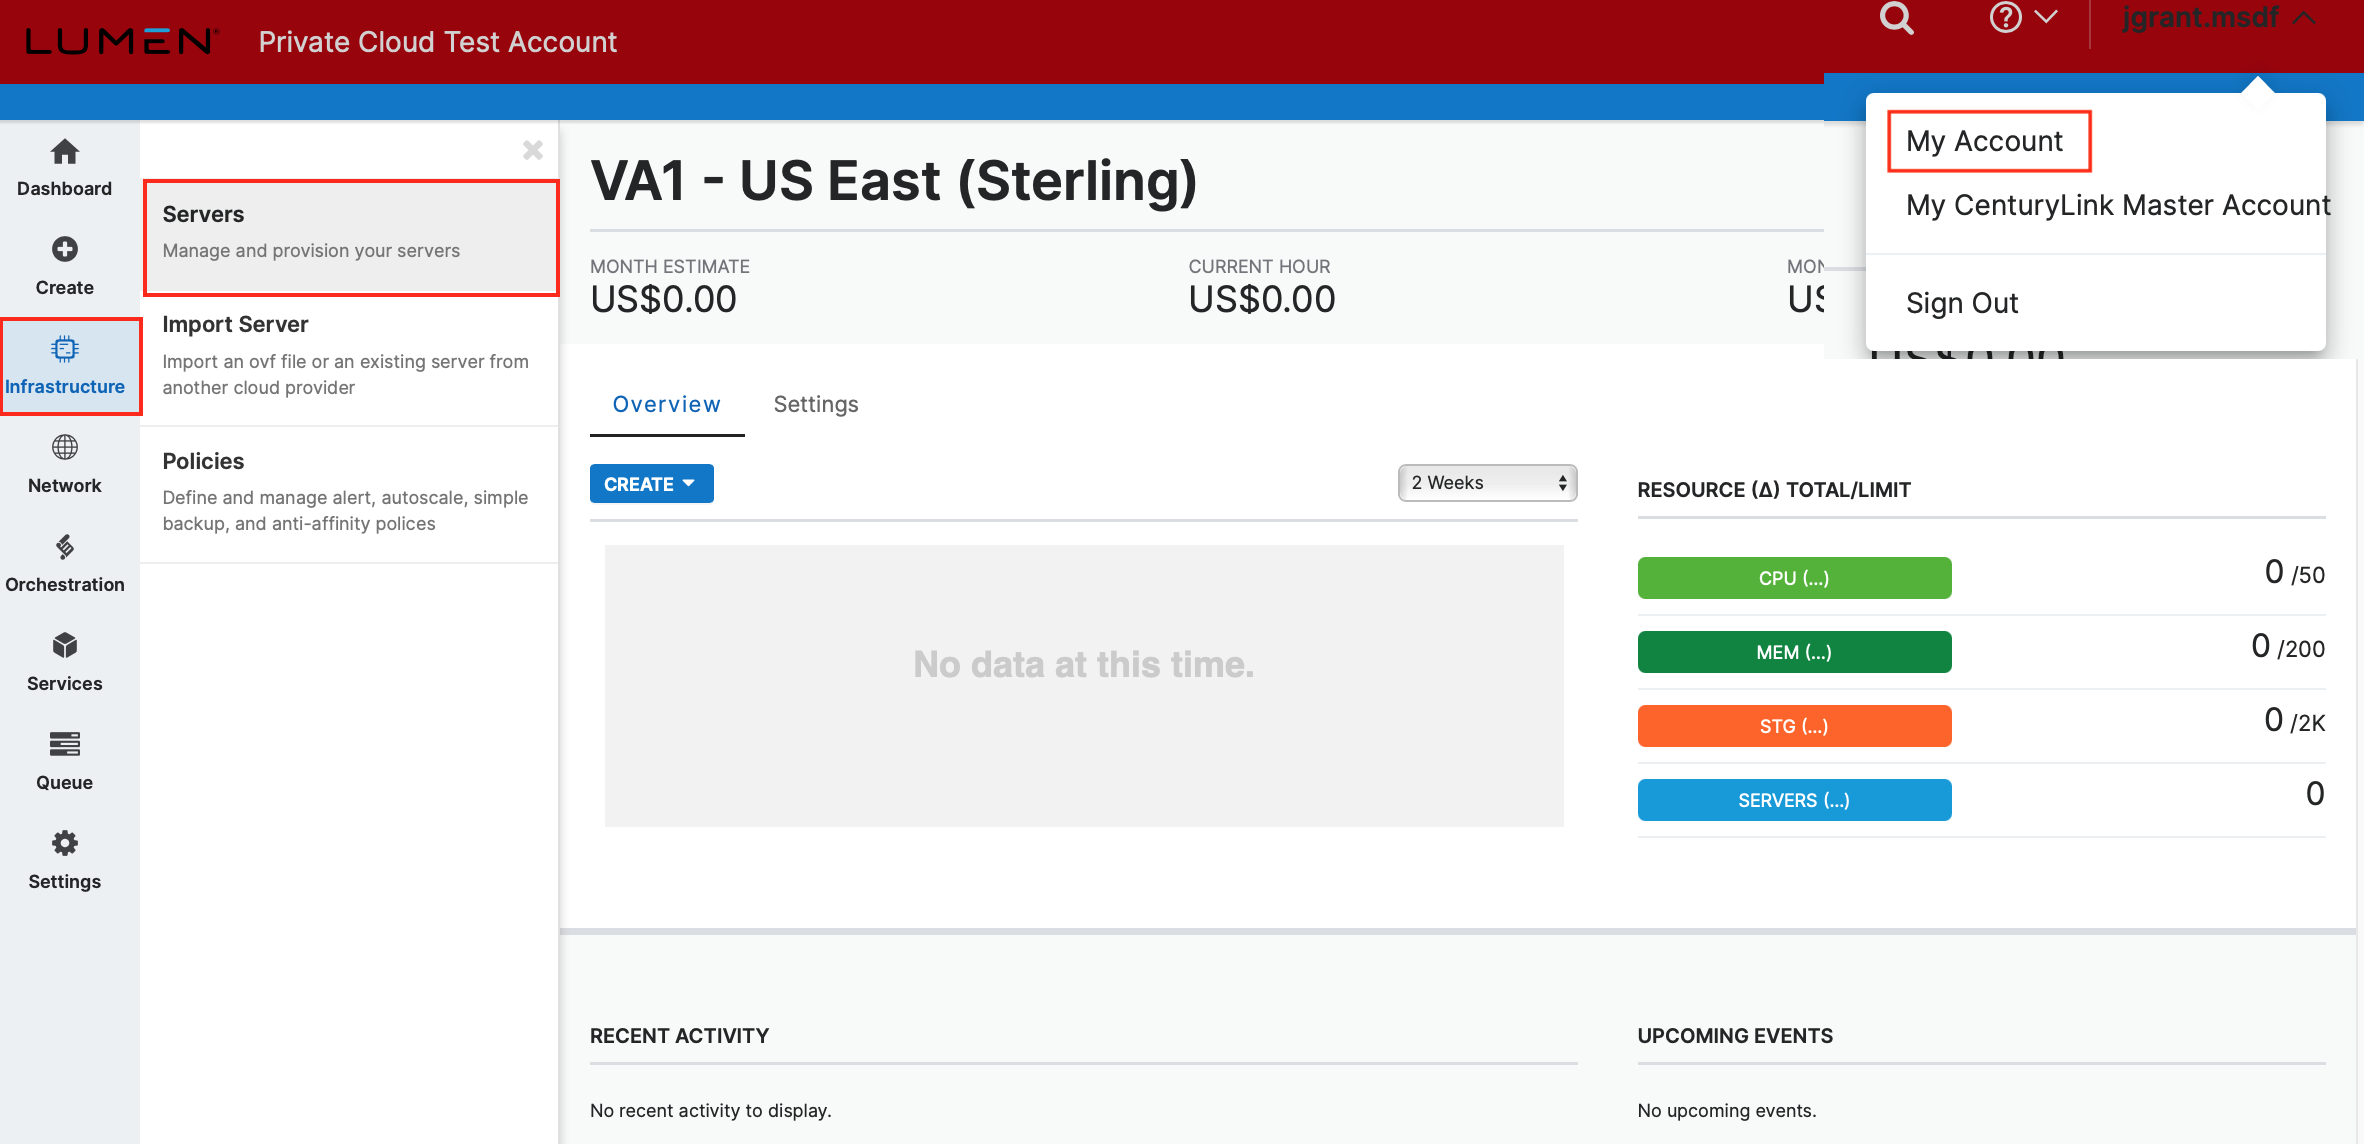 LUMEN
Private Cloud Test Account
jgrant.msdf
My Account
My CenturyLink Master Account
Sign Out
Dashboard
Create
Infrastructure
Network
Orchestration
Services
Queue
Settings
Servers
Manage and provision your servers
Import Server
Import an ovf file or an existing server from
another cloud provider
Policies
Define and manage alert, autoscale, simple
backup, and anti-affinity polices
VA1 - US East (Sterling)
MONTH ESTIMATE
US$0.00
CURRENT HOUR
US$0.00
Overview
Settings
CREATE
2 Weeks
No data at this time.
RESOURCE (Δ) TOTAL/LIMIT
CPU (...)
0 /50
MEM (...)
0 /200
STG (...)
0 /2K
SERVERS (...)
0
RECENT ACTIVITY
No recent activity to display.
UPCOMING EVENTS
No upcoming events.